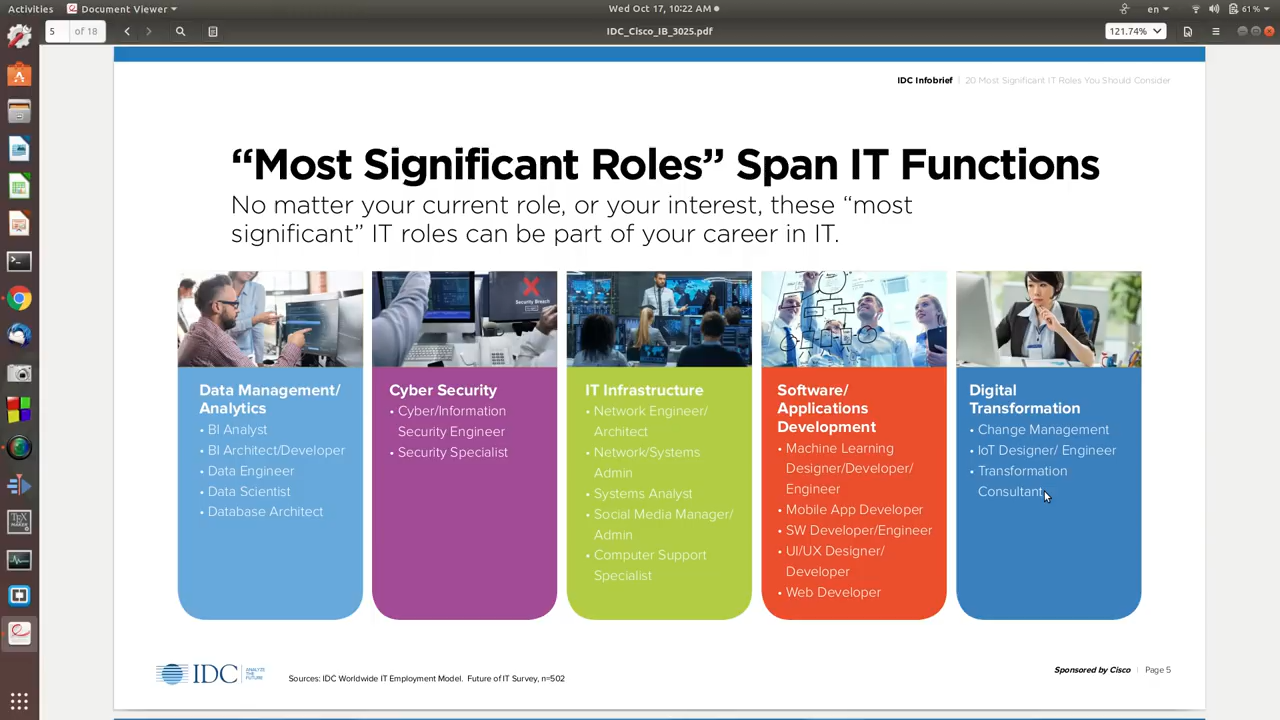 Activities Document Viewer Wed Oct 17, 10:22 AM en 61%
5 of 18 IDC_Cisco_IB_3025.pdf 121.74%
IDC Infobrief | 20 Most Significant IT Roles You Should Consider
“Most Significant Roles” Span IT Functions
No matter your current role, or your interest, these “most
significant” IT roles can be part of your career in IT.
Security Breach
Data Management/
Analytics
• BI Analyst
• BI Architect/Developer
• Data Engineer
• Data Scientist
• Database Architect
Cyber Security
• Cyber/Information
Security Engineer
• Security Specialist
IT Infrastructure
• Network Engineer/
Architect
• Network/Systems
Admin
• Systems Analyst
• Social Media Manager/
Admin
• Computer Support
Specialist
Software/
Applications
Development
• Machine Learning
Designer/Developer/
Engineer
• Mobile App Developer
• SW Developer/Engineer
• UI/UX Designer/
Developer
• Web Developer
Digital
Transformation
• Change Management
• IoT Designer/ Engineer
• Transformation
Consultant
IDC
ANALYZE
THE
FUTURE
Sources: IDC Worldwide IT Employment Model. Future of IT Survey, n=502
Sponsored by Cisco | Page 5